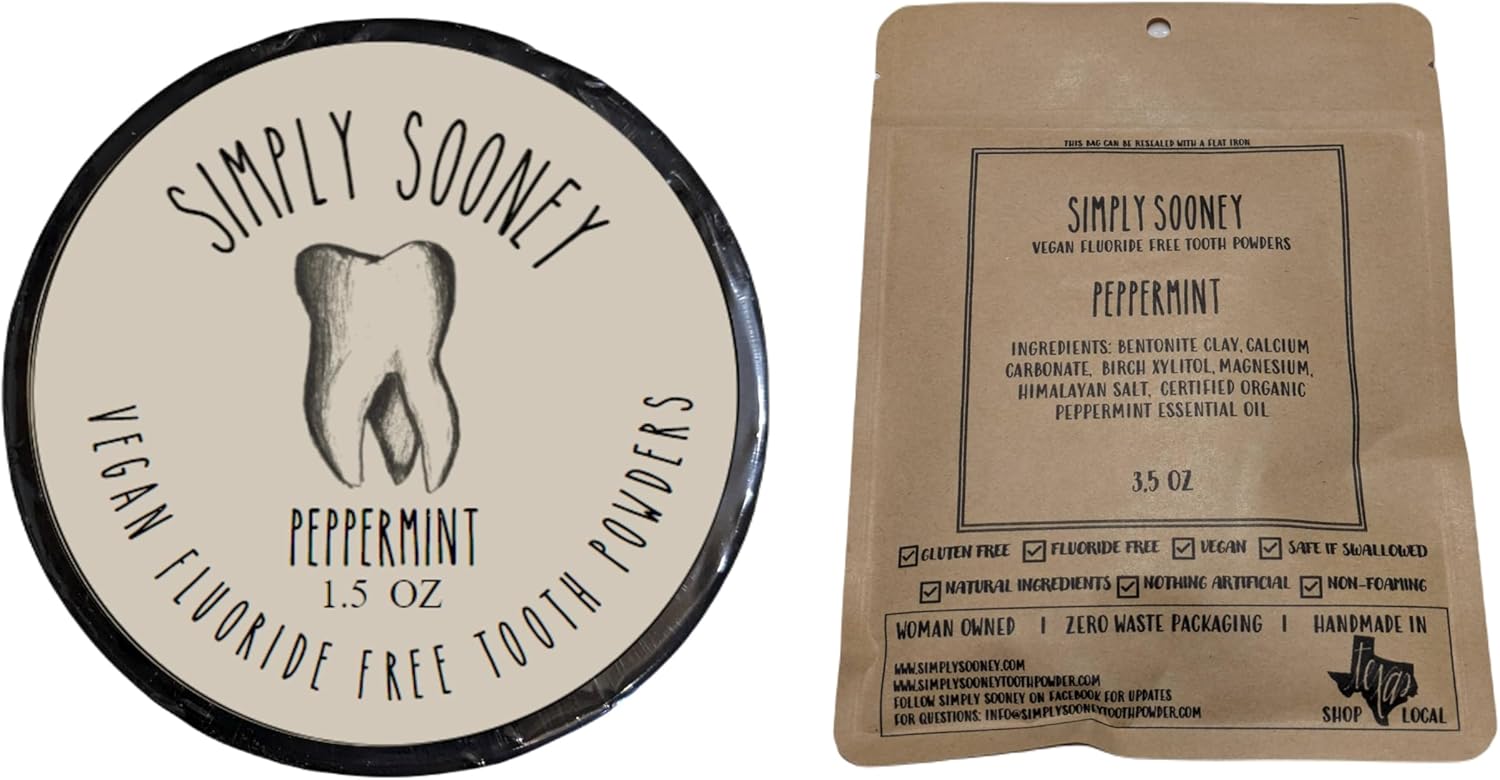 SIMPLY SOONEY
PEPPERMINT
1.5 OZ
VEGAN FLUORIDE FREE TOOTH POWDERS
THIS BAG CAN BE RESEALED WITH A FLAT IRON
SIMPLY SOONEY
VEGAN FLUORIDE FREE TOOTH POWDERS
PEPPERMINT
INGREDIENTS: BENTONITE CLAY, CALCIUM
CARBONATE, BIRCH XYLITOL, MAGNESIUM,
HIMALAYAN SALT, CERTIFIED ORGANIC
PEPPERMINT ESSENTIAL OIL
3.5 OZ
GLUTEN FREE FLUORIDE FREE VEGAN SAFE IF SWALLOWED
NATURAL INGREDIENTS NOTHING ARTIFICIAL NON-FOAMING
WOMAN OWNED | ZERO WASTE PACKAGING | HANDMADE IN
texas
WWW.SIMPLYSOONEY.COM
WWW.SIMPLYSOONEYTOOTHPOWDER.COM
FOLLOW SIMPLY SOONEY ON FACEBOOK FOR UPDATES
FOR QUESTIONS: INFO@SIMPLYSOONEYTOOTHPOWDER.COM
SHOP LOCAL